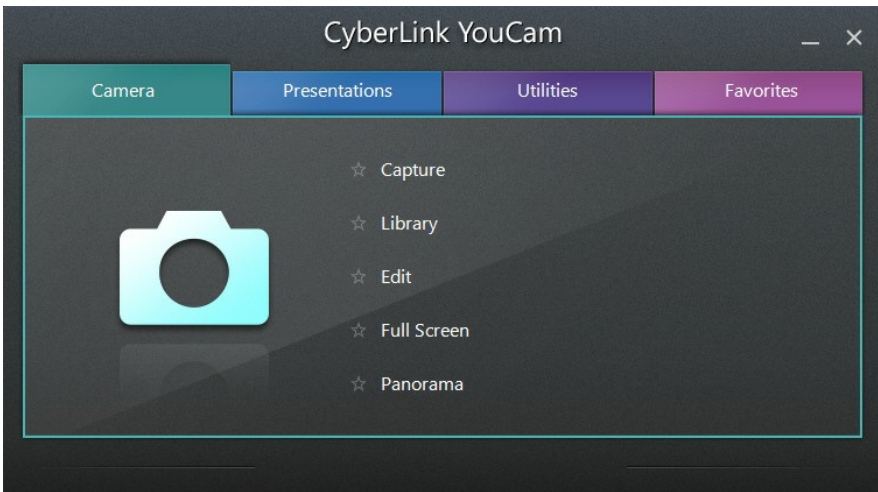 CyberLink YouCam
Camera
Presentations
Utilities
Favorites
Capture
Library
Edit
Full Screen
Panorama